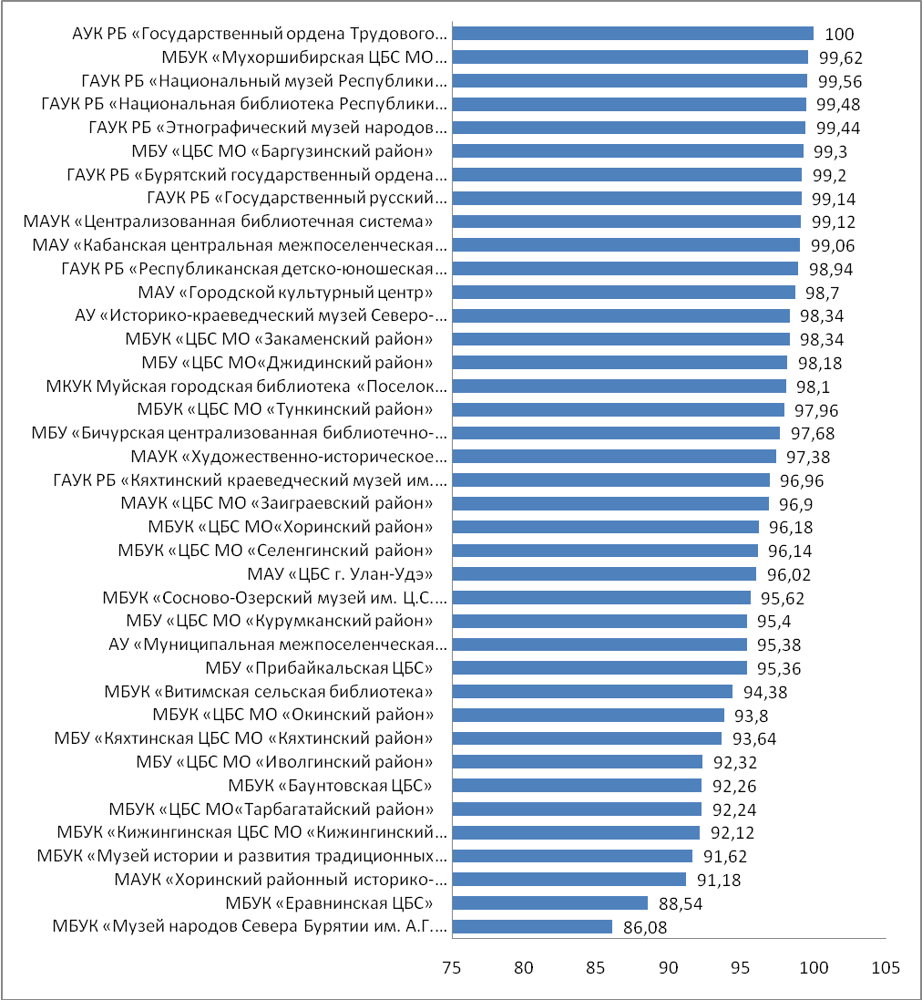 АУК РБ «Государственный ордена Трудового... 100
МБУК «Мухоршибирская ЦБС МО... 99,62
ГАУК РБ «Национальный музей Республики... 99,56
ГАУК РБ «Национальная библиотека Республики... 99,48
ГАУК РБ «Этнографический музей народов... 99,44
МБУ «ЦБС МО «Баргузинский район» 99,3
ГАУК РБ «Бурятский государственный ордена... 99,2
ГАУК РБ «Государственный русский... 99,14
МАУК «Централизованная библиотечная система» 99,12
МАУ «Кабанская центральная межпоселенческая... 99,06
ГАУК РБ «Республиканская детско-юношеская... 98,94
МАУ «Городской культурный центр» 98,7
АУ «Историко-краеведческий музей Северо-... 98,34
МБУК «ЦБС МО «Закаменский район» 98,34
МБУ «ЦБС МО«Джидинский район» 98,18
МКУК Муйская городская библиотека «Поселок... 98,1
МБУК «ЦБС МО «Тункинский район» 97,96
МБУ «Бичурская централизованная библиотечно-... 97,68
МАУК «Художественно-историческое... 97,38
ГАУК РБ «Кяхтинский краеведческий музей им.... 96,96
МАУК «ЦБС МО «Заиграевский район» 96,9
МБУК «ЦБС МО«Хоринский район» 96,18
МБУК «ЦБС МО «Селенгинский район» 96,14
МАУ «ЦБС г. Улан-Удэ» 96,02
МБУК «Сосново-Озерский музей им. Ц.С.... 95,62
МБУ «ЦБС МО «Курумканский район» 95,4
АУ «Муниципальная межпоселенческая... 95,38
МБУ «Прибайкальская ЦБС» 95,36
МБУК «Витимская сельская библиотека» 94,38
МБУК «ЦБС МО «Окинский район» 93,8
МБУ «Кяхтинская ЦБС МО «Кяхтинский район» 93,64
МБУ «ЦБС МО «Иволгинский район» 92,32
МБУК «Баунтовская ЦБС» 92,26
МБУК «ЦБС МО«Тарбагатайский район» 92,24
МБУК «Кижингинская ЦБС МО «Кижингинский... 92,12
МБУК «Музей истории и развития традиционных... 91,62
МАУК «Хоринский районный историко-... 91,18
МБУК «Еравнинская ЦБС» 88,54
МБУК «Музей народов Севера Бурятии им. А.Г.... 86,08
75 80 85 90 95 100 105